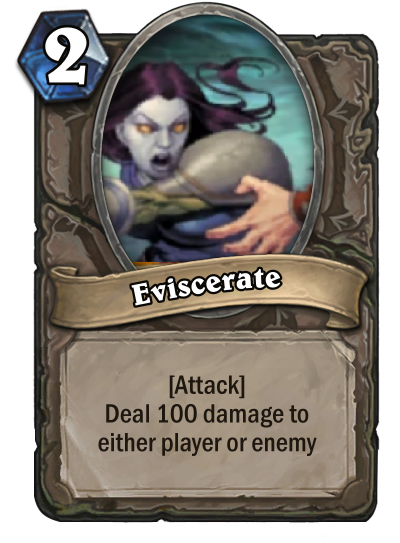 2
Eviscerate
[Attack]
Deal 100 damage to
either player or enemy